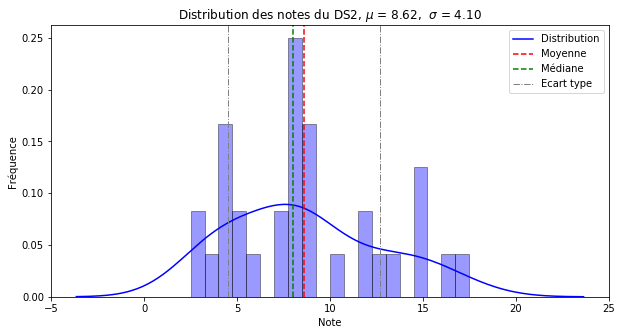 Distribution des notes du DS2, μ = 8.62, σ = 4.10
Distribution
Moyenne
Médiane
Ecart type
Fréquence
0.25
0.20
0.15
0.10
0.05
0.00
−5
0
5
10
15
20
25
Note